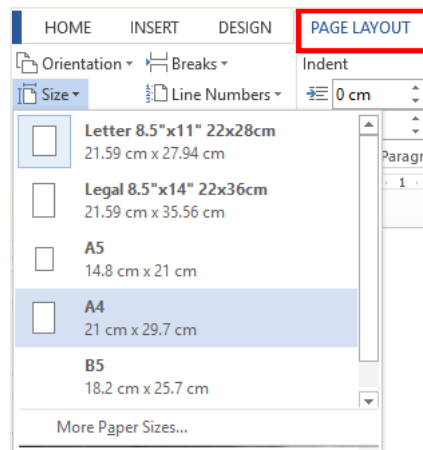 HOME INSERT DESIGN PAGE LAYOUT
Orientation Breaks Indent
Size Line Numbers 0 cm
Letter 8.5"x11" 22x28cm
21.59 cm x 27.94 cm
Paragr
Legal 8.5"x14" 22x36cm
1
21.59 cm x 35.56 cm
A5
14.8 cm x 21 cm
A4
21 cm x 29.7 cm
B5
18.2 cm x 25.7 cm
More Paper Sizes...